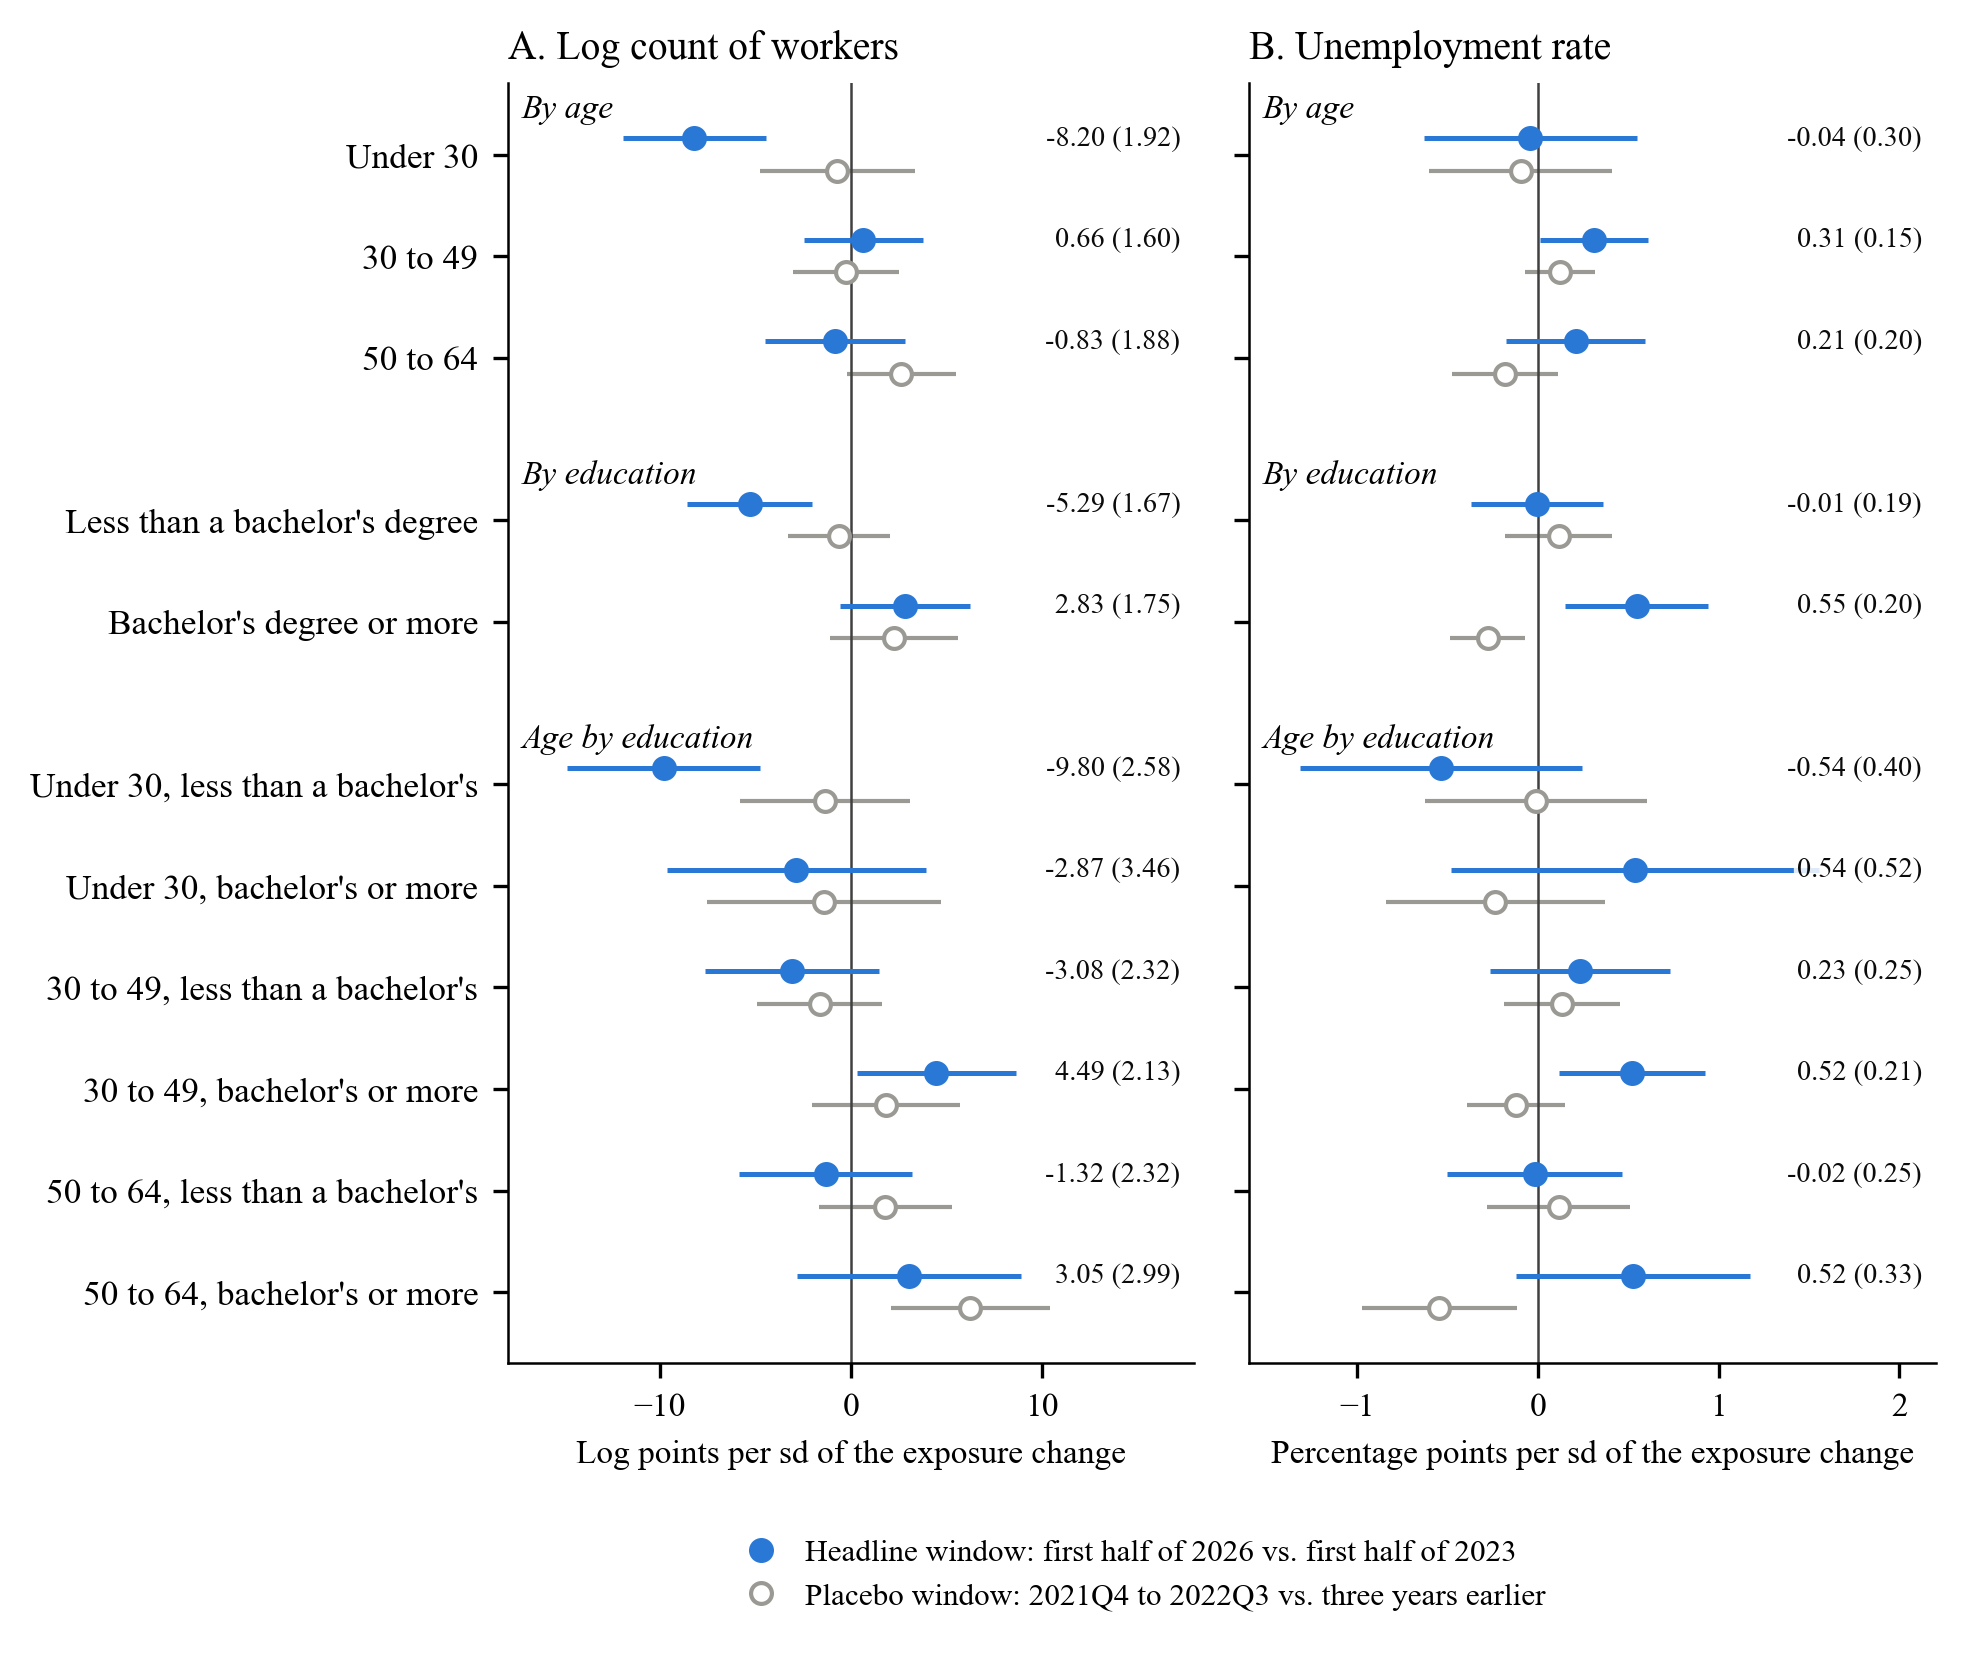 A. Log count of workers
B. Unemployment rate
By age
By age
Under 30
-8.20 (1.92)
-0.04 (0.30)
30 to 49
0.66 (1.60)
0.31 (0.15)
50 to 64
-0.83 (1.88)
0.21 (0.20)
By education
By education
Less than a bachelor's degree
-5.29 (1.67)
-0.01 (0.19)
Bachelor's degree or more
2.83 (1.75)
0.55 (0.20)
Age by education
Age by education
Under 30, less than a bachelor's
-9.80 (2.58)
-0.54 (0.40)
Under 30, bachelor's or more
-2.87 (3.46)
0.54 (0.52)
30 to 49, less than a bachelor's
-3.08 (2.32)
0.23 (0.25)
30 to 49, bachelor's or more
4.49 (2.13)
0.52 (0.21)
50 to 64, less than a bachelor's
-1.32 (2.32)
-0.02 (0.25)
50 to 64, bachelor's or more
3.05 (2.99)
0.52 (0.33)
−10 0 10
−1 0 1 2
Log points per sd of the exposure change
Percentage points per sd of the exposure change
Headline window: first half of 2026 vs. first half of 2023
Placebo window: 2021Q4 to 2022Q3 vs. three years earlier